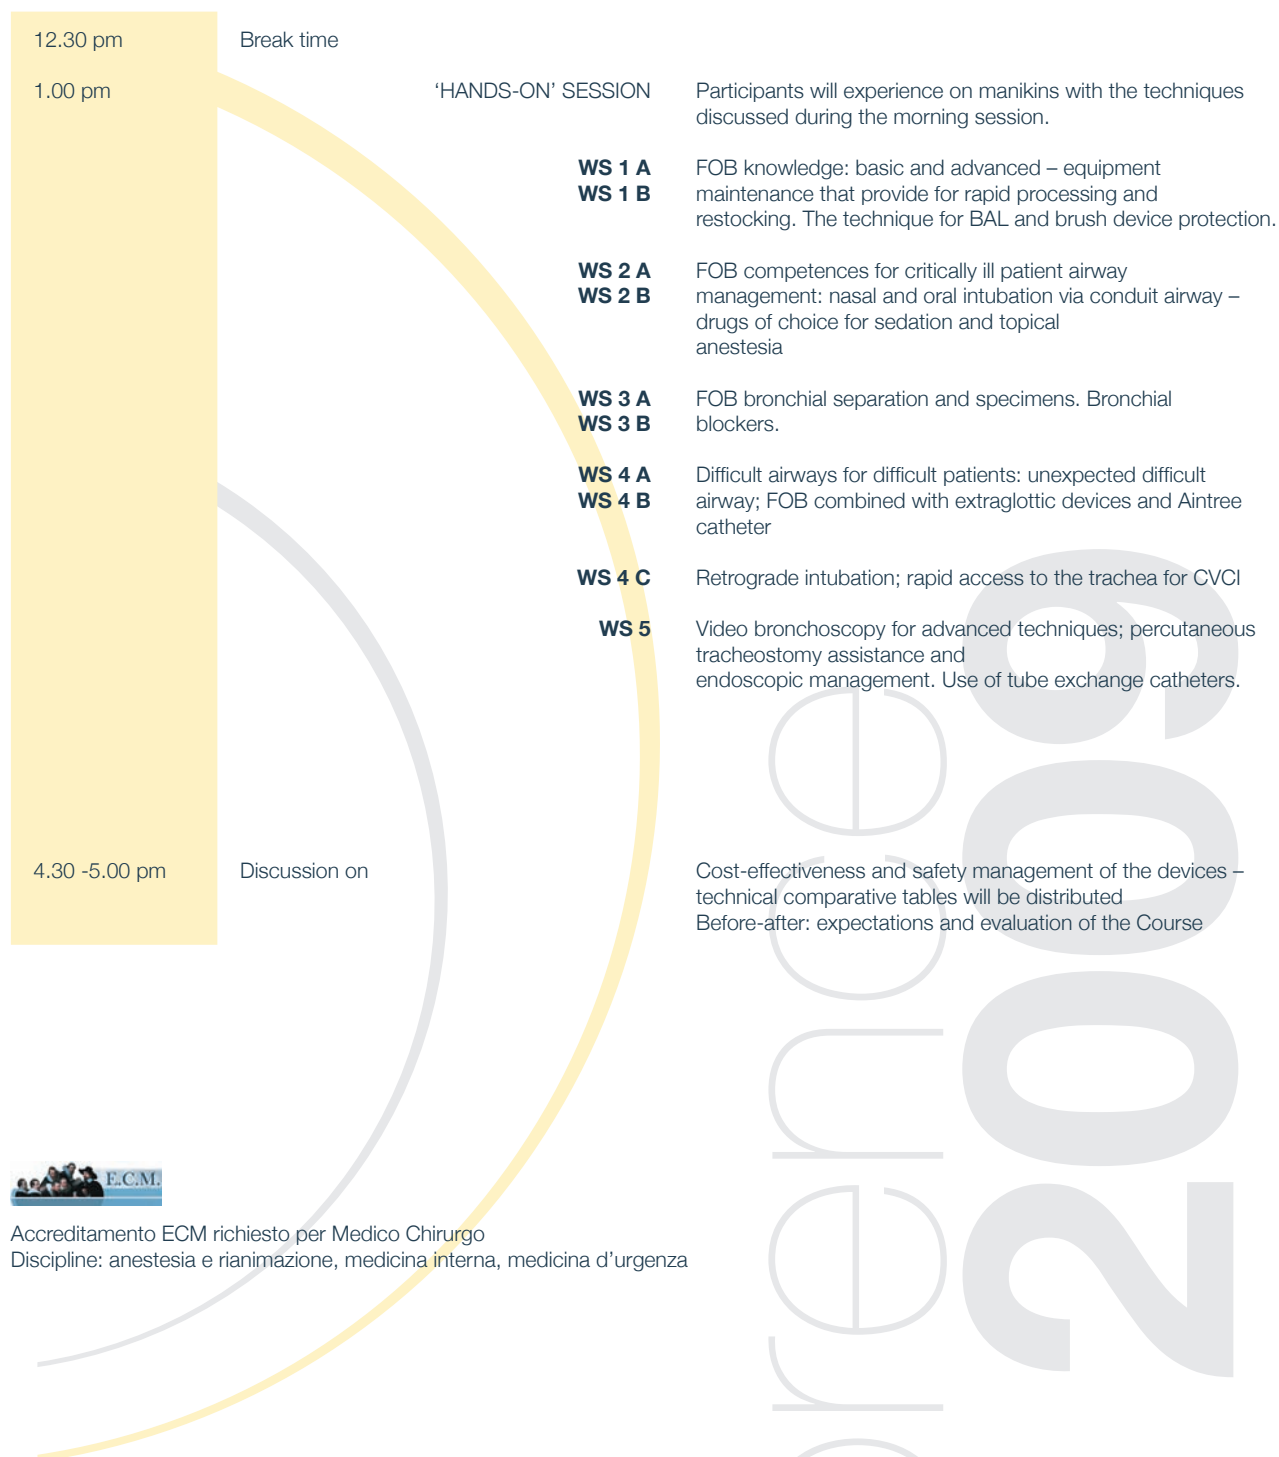 12.30 pm Break time
1.00 pm ‘HANDS-ON’ SESSION Participants will experience on manikins with the techniques
discussed during the morning session.
WS 1 A FOB knowledge: basic and advanced – equipment
WS 1 B maintenance that provide for rapid processing and
restocking. The technique for BAL and brush device protection.
WS 2 A FOB competences for critically ill patient airway
WS 2 B management: nasal and oral intubation via conduit airway –
drugs of choice for sedation and topical
anestesia
WS 3 A FOB bronchial separation and specimens. Bronchial
WS 3 B blockers.
WS 4 A Difficult airways for difficult patients: unexpected difficult
WS 4 B airway; FOB combined with extraglottic devices and Aintree
catheter
WS 4 C Retrograde intubation; rapid access to the trachea for CVCI
WS 5 Video bronchoscopy for advanced techniques; percutaneous
tracheostomy assistance and
endoscopic management. Use of tube exchange catheters.
4.30 -5.00 pm Discussion on Cost-effectiveness and safety management of the devices –
technical comparative tables will be distributed
Before-after: expectations and evaluation of the Course
E.C.M.
Accreditamento ECM richiesto per Medico Chirurgo
Discipline: anestesia e rianimazione, medicina interna, medicina d’urgenza
orence
2009